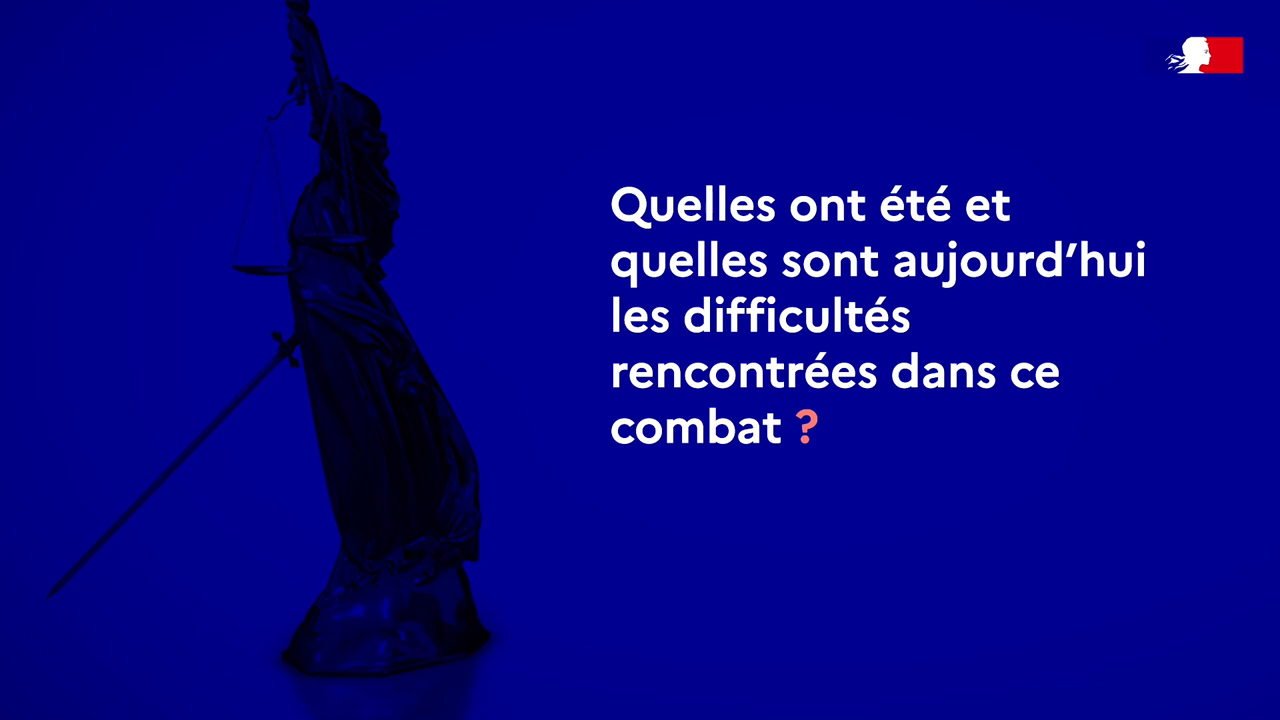 Quelles ont été et
quelles sont aujourd’hui
les difficultés
rencontrées dans ce
combat ?